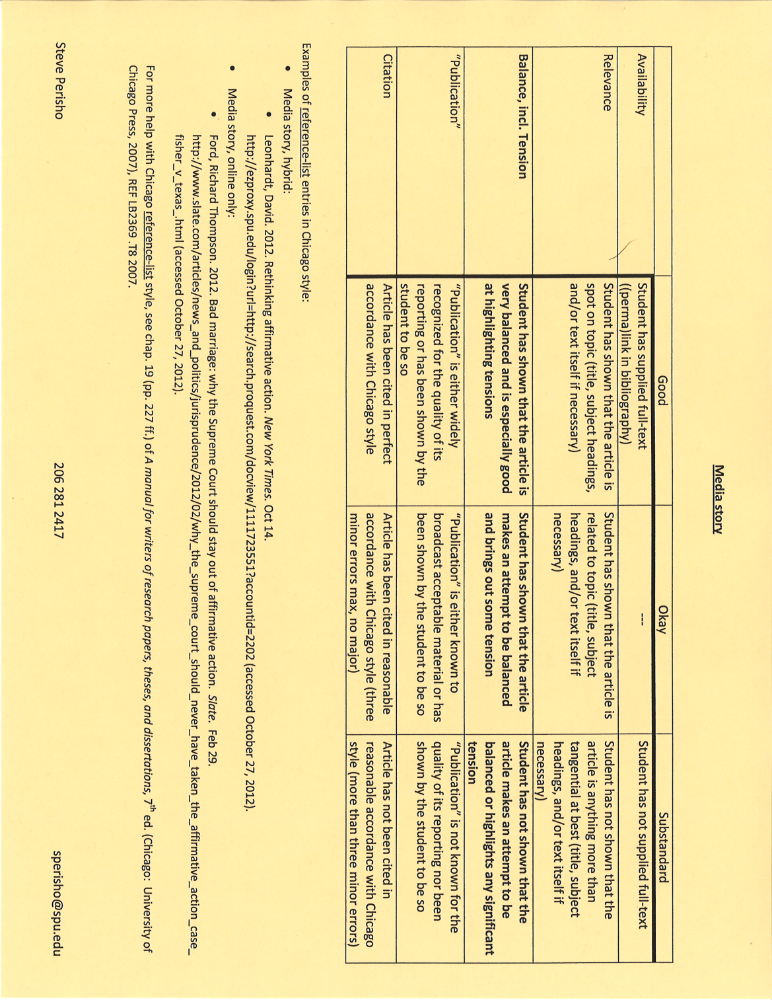 Media story
Good
Okay
Substandard
Availability
Student has supplied full-text
((perma)link in bibliography)
---
Student has not supplied full-text
Relevance
Student has shown that the article is
spot on topic (title, subject headings,
and/or text itself if necessary)
Student has shown that the article is
related to topic (title, subject
headings, and/or text itself if
necessary)
Student has not shown that the
article is anything more than
tangential at best (title, subject
headings, and/or text itself if
necessary)
Balance, incl. Tension
Student has shown that the article is
very balanced and is especially good
at highlighting tensions
Student has shown that the article
makes an attempt to be balanced
and brings out some tension
Student has not shown that the
article makes an attempt to be
balanced or highlights any significant
tension
“Publication”
“Publication” is either widely
recognized for the quality of its
reporting or has been shown by the
student to be so
“Publication” is either known to
broadcast acceptable material or has
been shown by the student to be so
“Publication” is not known for the
quality of its reporting nor been
shown by the student to be so
Citation
Article has been cited in perfect
accordance with Chicago style
Article has been cited in reasonable
accordance with Chicago style (three
minor errors max, no major)
Article has not been cited in
reasonable accordance with Chicago
style (more than three minor errors)
Examples of reference-list entries in Chicago style:
• Media story, hybrid:
• Leonhardt, David. 2012. Rethinking affirmative action. New York Times. Oct 14.
http://ezproxy.spu.edu/login?url=http://search.proquest.com/docview/1111723551?accountid=2202 (accessed October 27, 2012).
• Media story, online only:
• Ford, Richard Thompson. 2012. Bad marriage: why the Supreme Court should stay out of affirmative action. Slate. Feb 29.
http://www.slate.com/articles/news_and_politics/jurisprudence/2012/02/why_the_supreme_court_should_never_have_taken_the_affirmative_action_case_
fisher_v_texas_.html (accessed October 27, 2012).
For more help with Chicago reference-list style, see chap. 19 (pp. 227 ff.) of A manual for writers of research papers, theses, and dissertations, 7th ed. (Chicago: University of
Chicago Press, 2007), REF LB2369 .T8 2007.
Steve Perisho
206 281 2417
sperisho@spu.edu